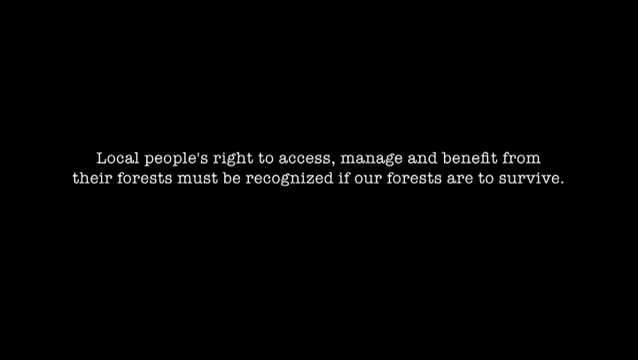 Local people's right to access, manage and benefit from
their forests must be recognized if our forests are to survive.